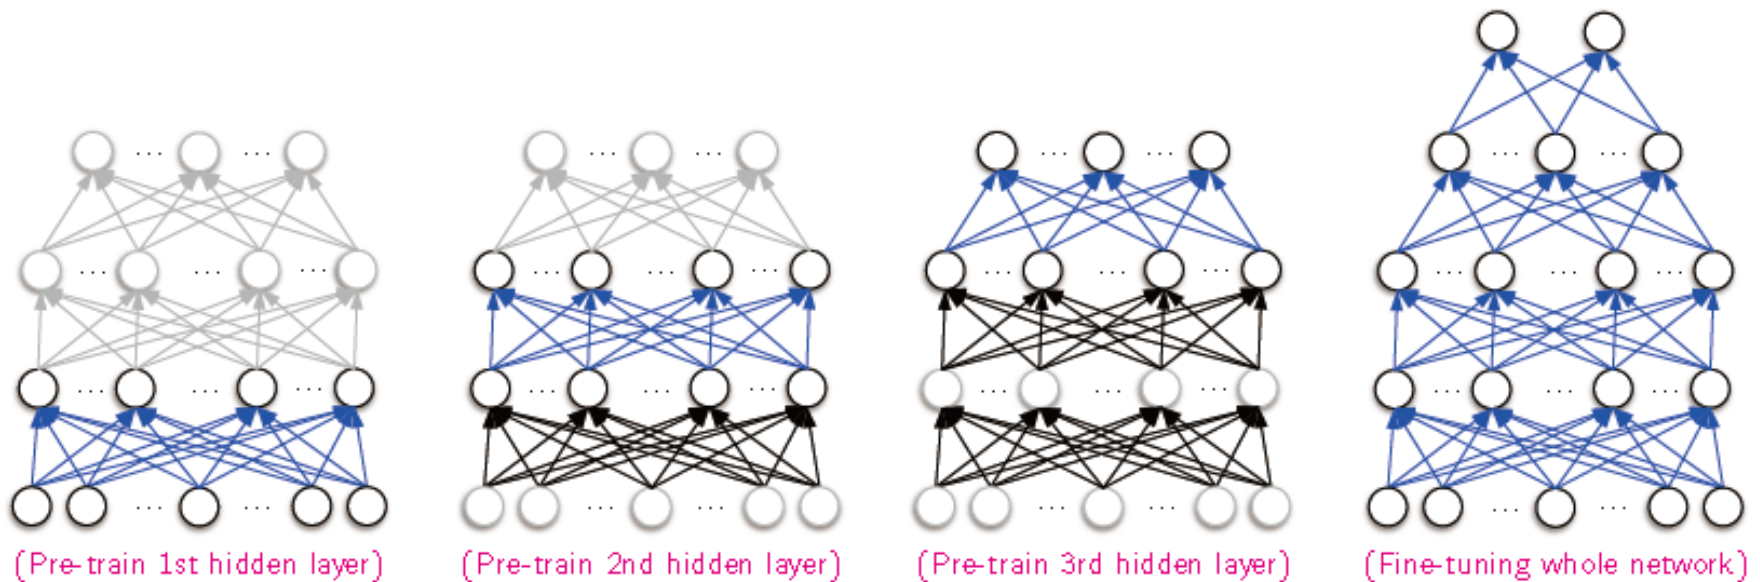 (Pre-train 1st hidden layer)
(Pre-train 2nd hidden layer)
(Pre-train 3rd hidden layer)
(Fine-tuning whole network)